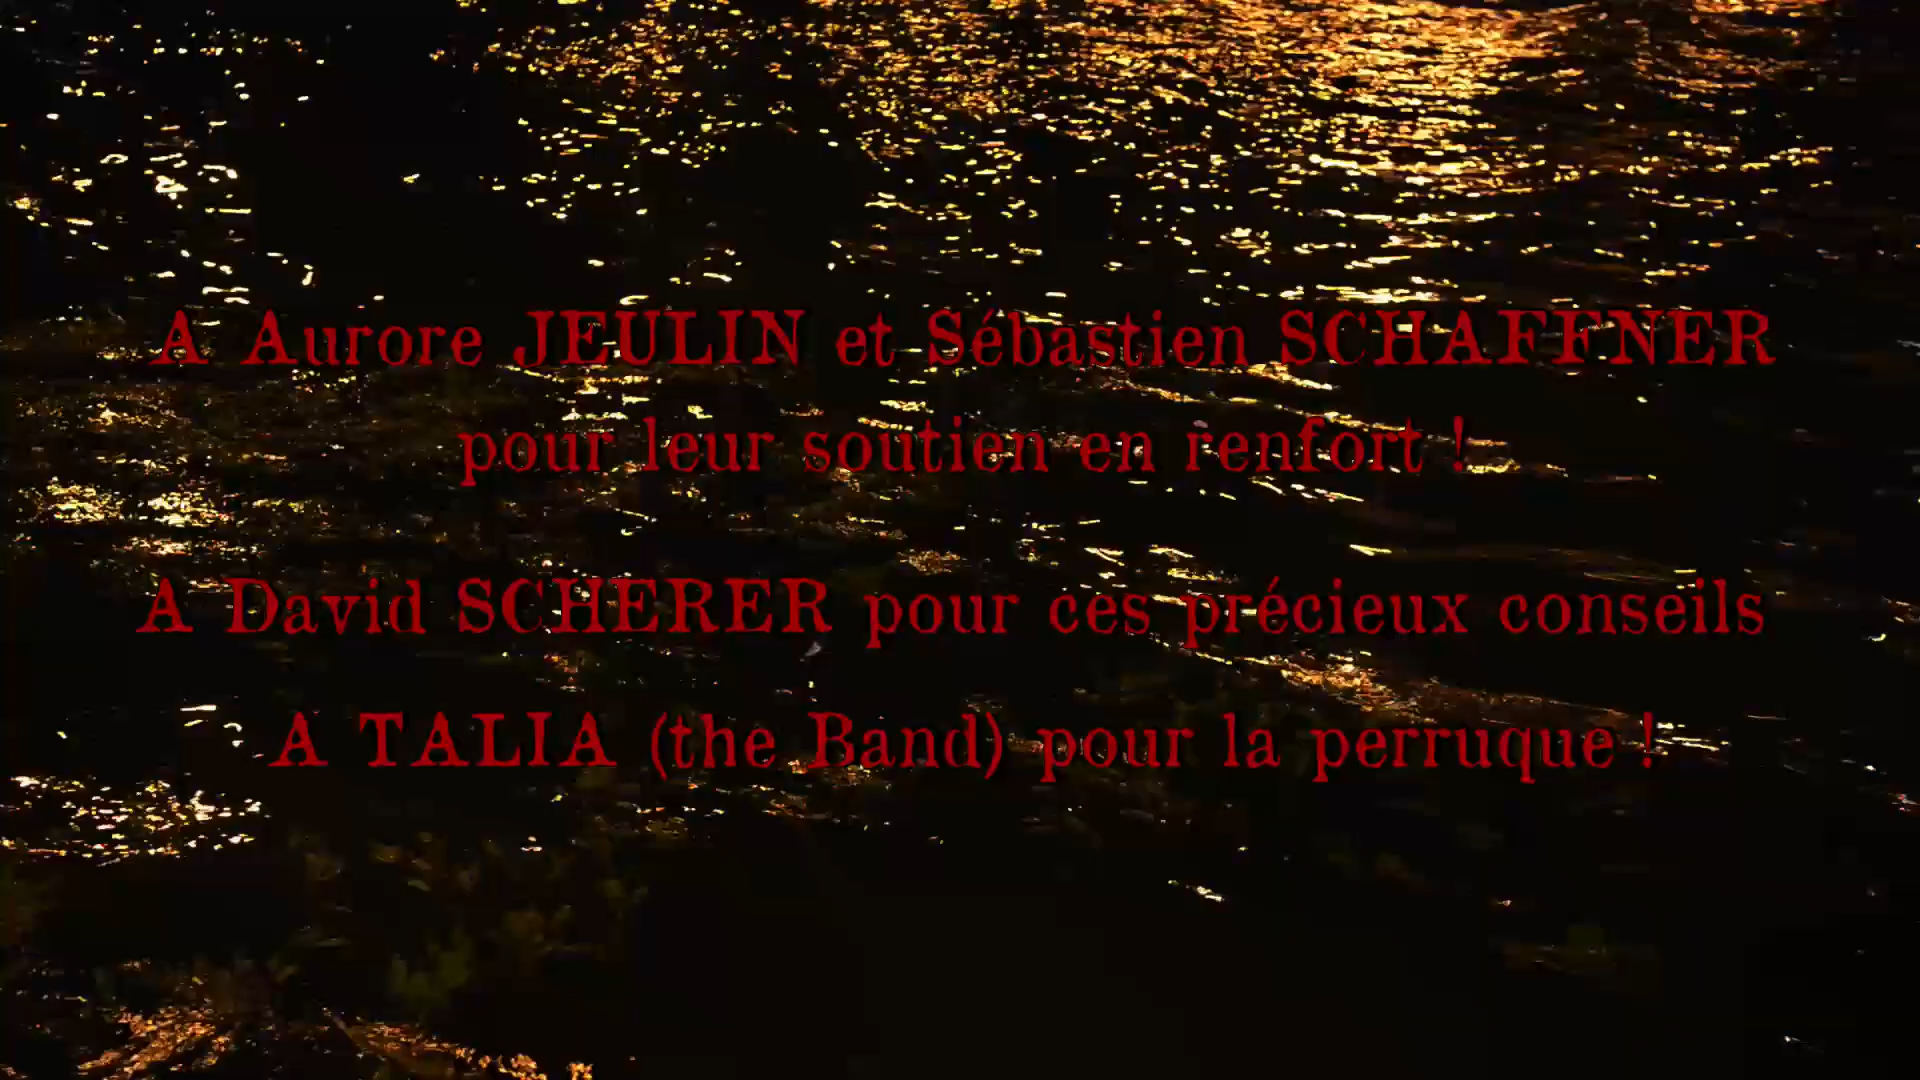 A Aurore JEULIN et Sébastien SCHAFFNER
pour leur soutien en renfort !
A David SCHERER pour ces précieux conseils
A TALIA (the Band) pour la perruque !